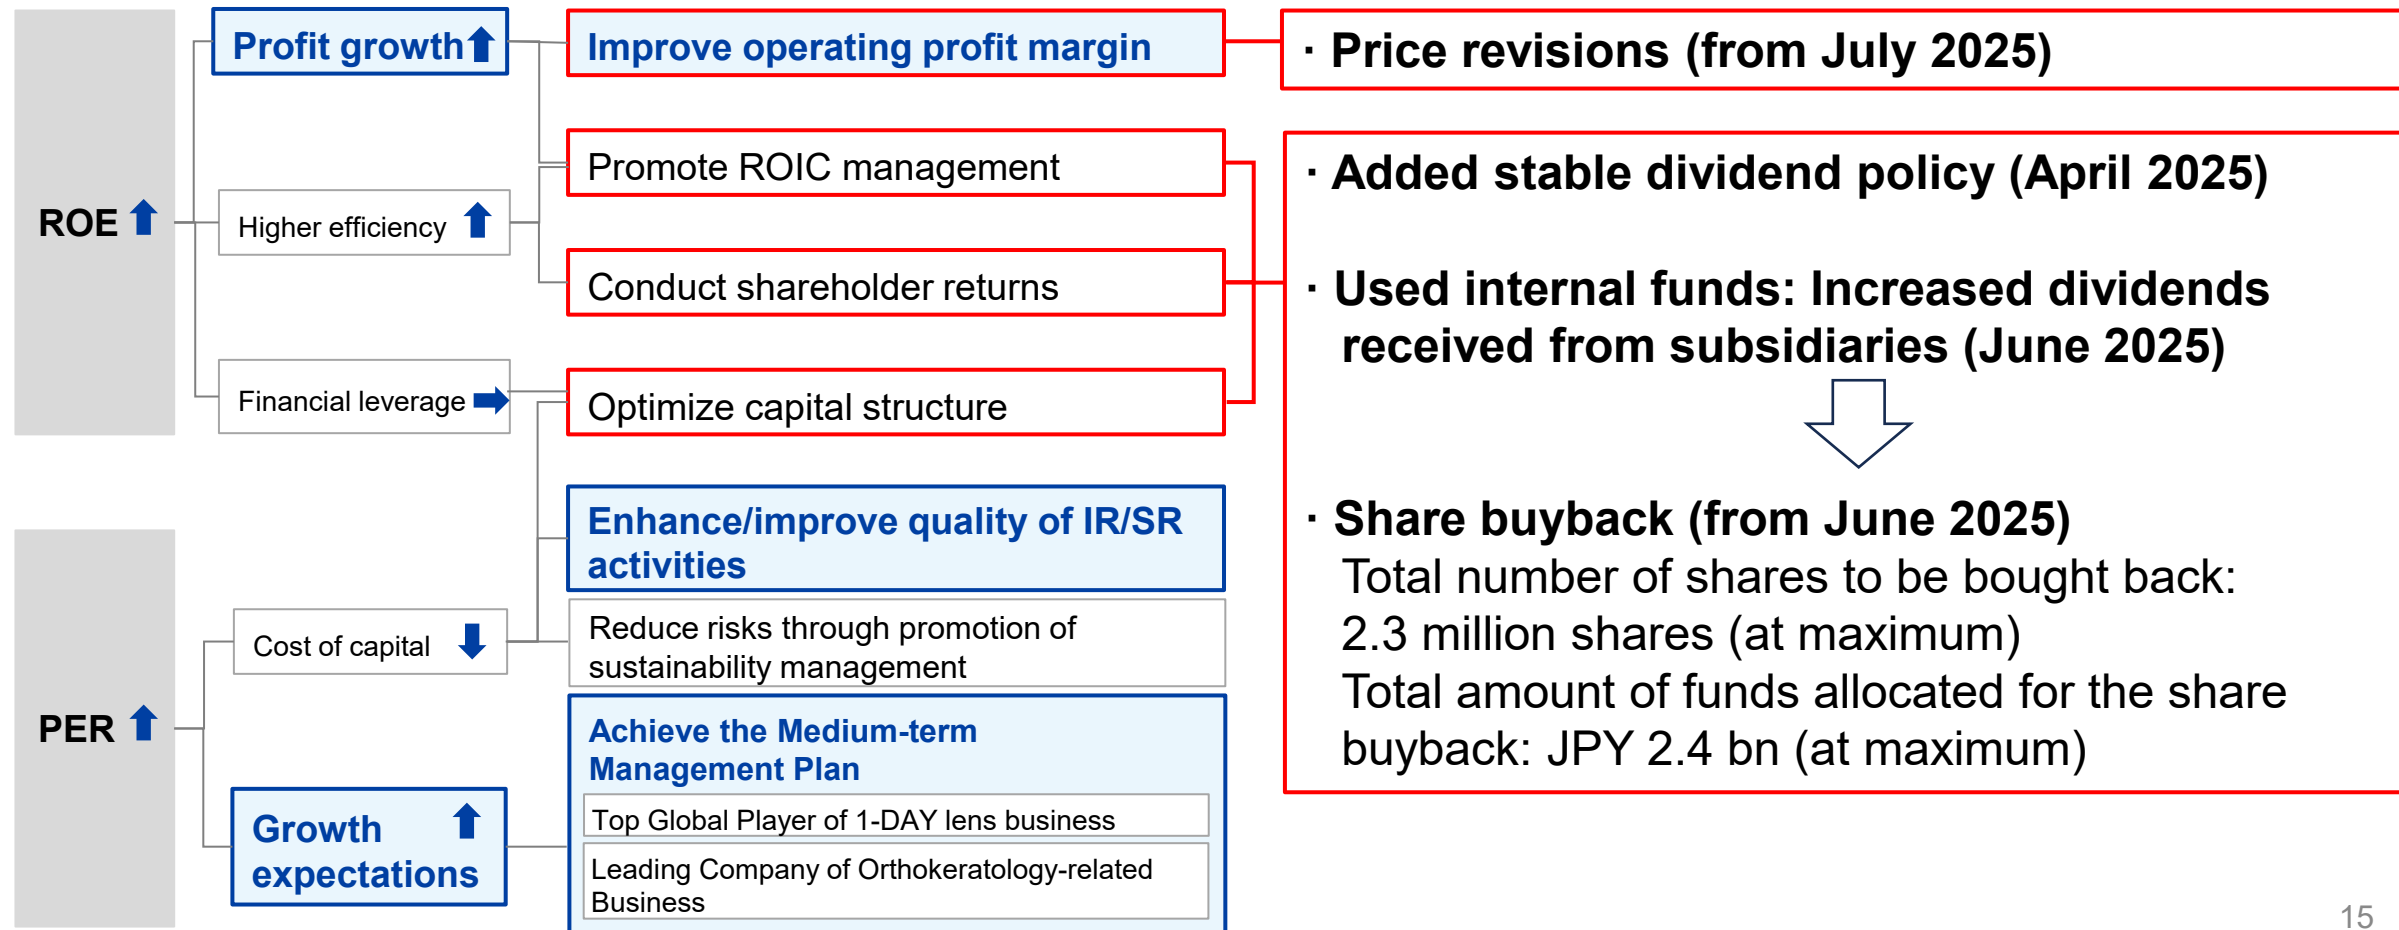 ROE
Profit growth
Higher efficiency
Financial leverage
Improve operating profit margin
Promote ROIC management
Conduct shareholder returns
Optimize capital structure
PER
Cost of capital
Growth
expectations
Enhance/improve quality of IR/SR
activities
Reduce risks through promotion of
sustainability management
Achieve the Medium-term
Management Plan
Top Global Player of 1-DAY lens business
Leading Company of Orthokeratology-related
Business
· Price revisions (from July 2025)
· Added stable dividend policy (April 2025)
· Used internal funds: Increased dividends
received from subsidiaries (June 2025)
· Share buyback (from June 2025)
Total number of shares to be bought back:
2.3 million shares (at maximum)
Total amount of funds allocated for the share
buyback: JPY 2.4 bn (at maximum)
15